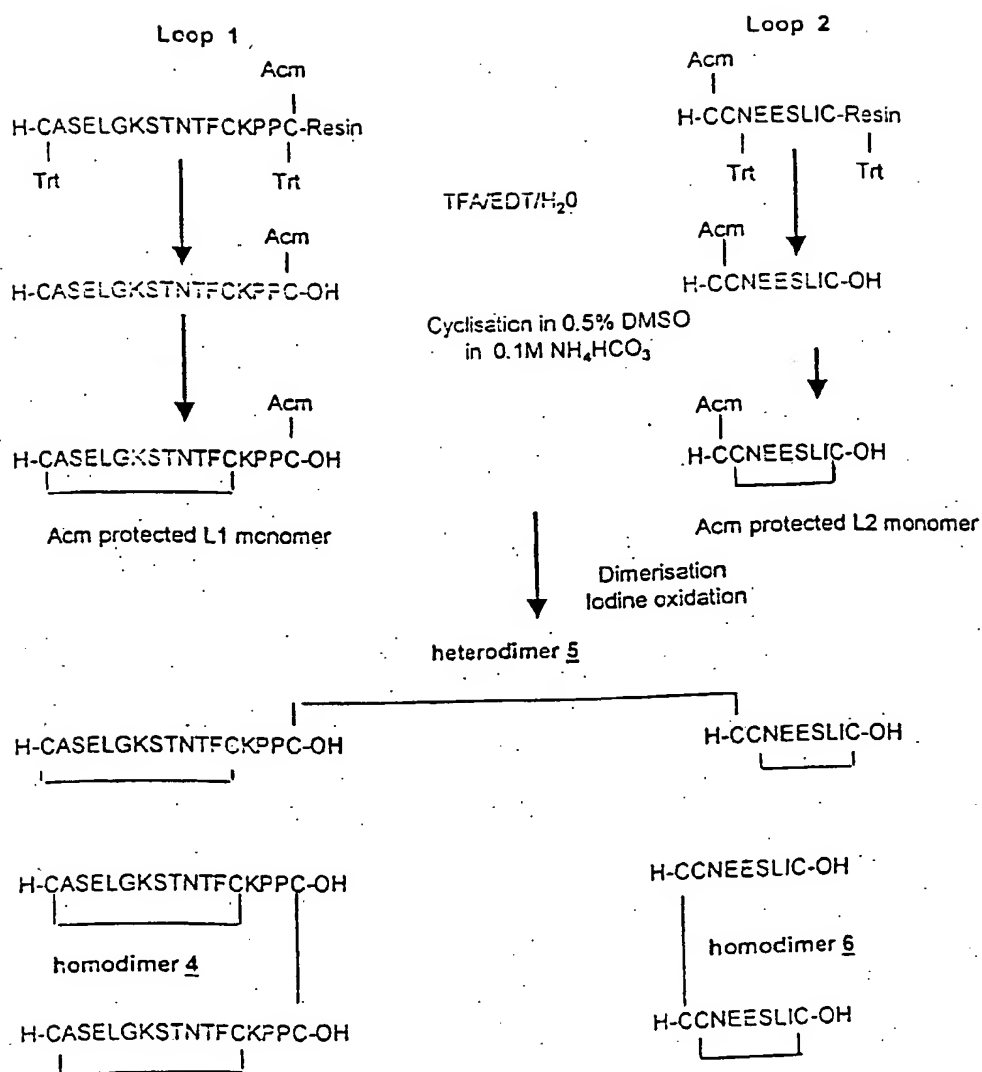 Loop 1
Loop 2
Acm
Acm
H-CASELGKSTNTFCKPPC-Resin
H-CCNEESLIC-Resin
Trt
Trt
Trt
Trt
TFA/EDT/H₂0
Acm
Acm
H-CASELGKSTNTFCKPPC-OH
H-CCNEESLIC-OH
Cyclisation in 0.5% DMSO
in 0.1M NH₄HCO₃
Acm
Acm
H-CASELGKSTNTFCKPPC-OH
H-CCNEESLIC-OH
Acm protected L1 monomer
Acm protected L2 monomer
Dimerisation
Iodine oxidation
heterodimer 5
H-CASELGKSTNTFCKPPC-OH
H-CCNEESLIC-OH
H-CASELGKSTNTFCKPPC-OH
H-CCNEESLIC-OH
homodimer 4
homodimer 6
H-CASELGKSTNTFCKPPC-OH
H-CCNEESLIC-OH